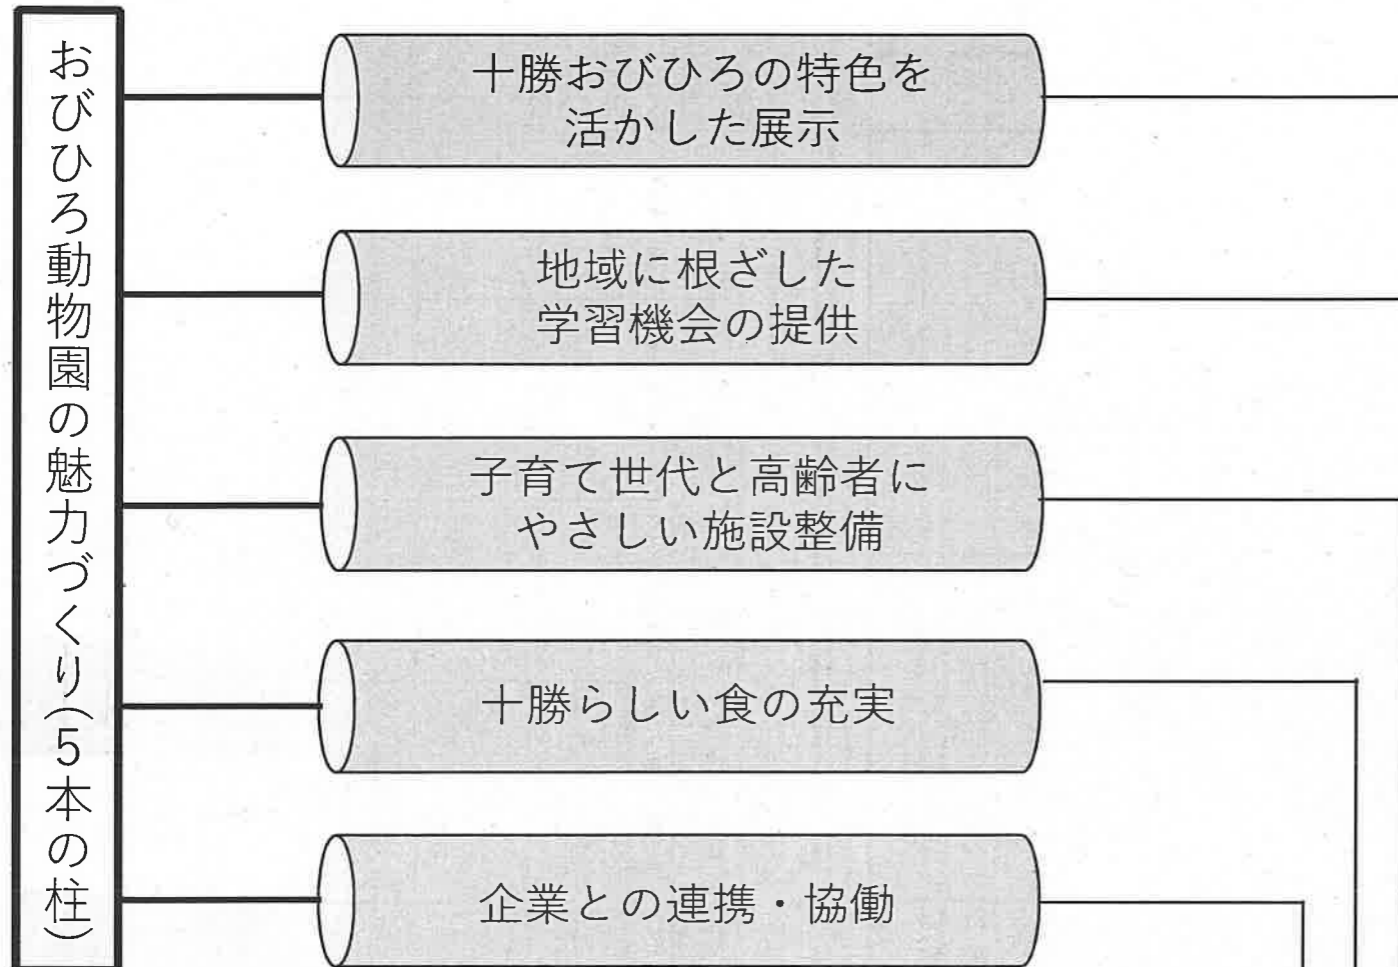 おびひろ動物園の魅力づくり(5本の柱)
十勝おびひろの特色を
活かした展示
地域に根ざした
学習機会の提供
子育て世代と高齢者に
やさしい施設整備
十勝らしい食の充実
企業との連携・協働